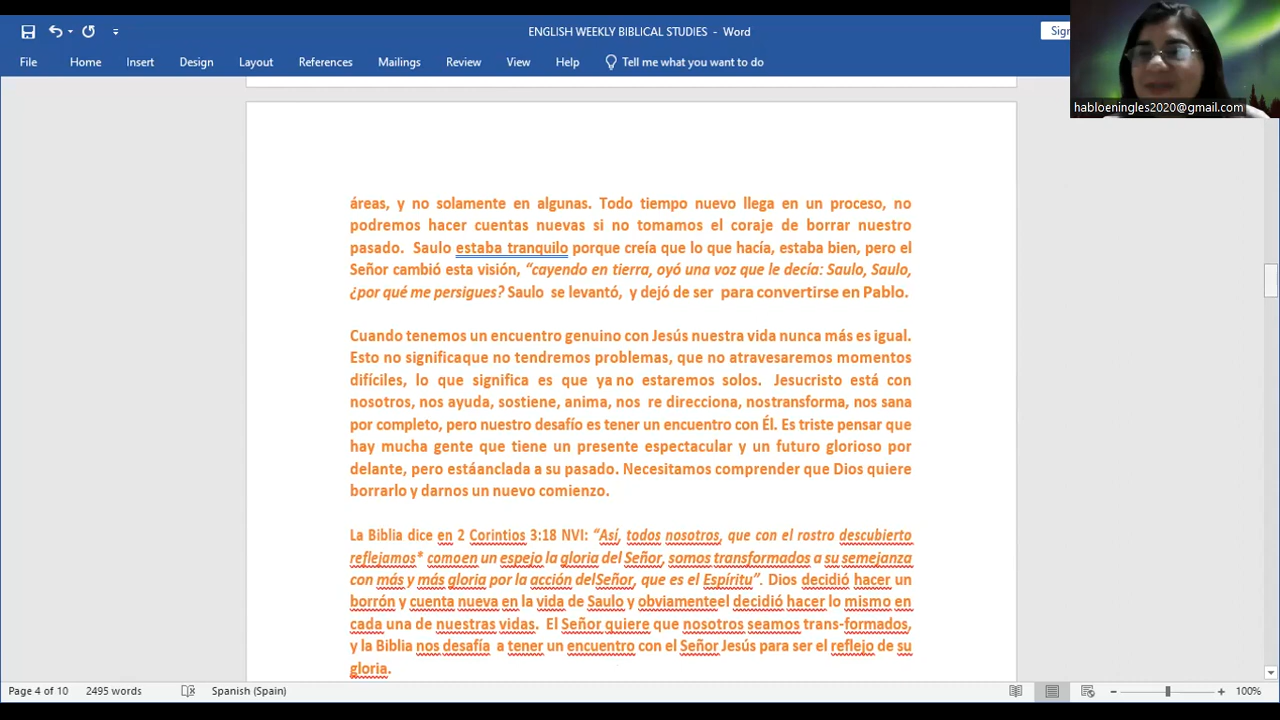 ENGLISH WEEKLY BIBLICAL STUDIES - Word
Sign
File Home Insert Design Layout References Mailings Review View Help Tell me what you want to do
habloeningles2020@gmail.com
áreas, y no solamente en algunas. Todo tiempo nuevo llega en un proceso, no
podremos hacer cuentas nuevas si no tomamos el coraje de borrar nuestro
pasado. Saulo estaba tranquilo porque creía que lo que hacía, estaba bien, pero el
Señor cambió esta visión, “cayendo en tierra, oyó una voz que le decía: Saulo, Saulo,
¿por qué me persigues? Saulo se levantó, y dejó de ser para convertirse en Pablo.
Cuando tenemos un encuentro genuino con Jesús nuestra vida nunca más es igual.
Esto no significaque no tendremos problemas, que no atravesaremos momentos
difíciles, lo que significa es que ya no estaremos solos. Jesucristo está con
nosotros, nos ayuda, sostiene, anima, nos re direcciona, nostransforma, nos sana
por completo, pero nuestro desafío es tener un encuentro con Él. Es triste pensar que
hay mucha gente que tiene un presente espectacular y un futuro glorioso por
delante, pero estáanclada a su pasado. Necesitamos comprender que Dios quiere
borrarlo y darnos un nuevo comienzo.
La Biblia dice en 2 Corintios 3:18 NVI: “Así, todos nosotros, que con el rostro descubierto
reflejamos* comoen un espejo la gloria del Señor, somos transformados a su semejanza
con más y más gloria por la acción delSeñor, que es el Espíritu”. Dios decidió hacer un
borrón y cuenta nueva en la vida de Saulo y obviamenteel decidió hacer lo mismo en
cada una de nuestras vidas. El Señor quiere que nosotros seamos trans-formados,
y la Biblia nos desafía a tener un encuentro con el Señor Jesús para ser el reflejo de su
gloria.
Page 4 of 10 2495 words Spanish (Spain) 100%